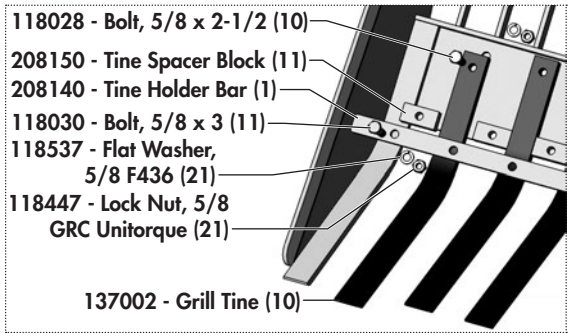 118028 - Bolt, 5/8 x 2-1/2 (10)
208150 - Tine Spacer Block (11)
208140 - Tine Holder Bar (1)
118030 - Bolt, 5/8 x 3 (11)
118537 - Flat Washer,
5/8 F436 (21)
118447 - Lock Nut, 5/8
GRC Unitorque (21)
137002 - Grill Tine (10)